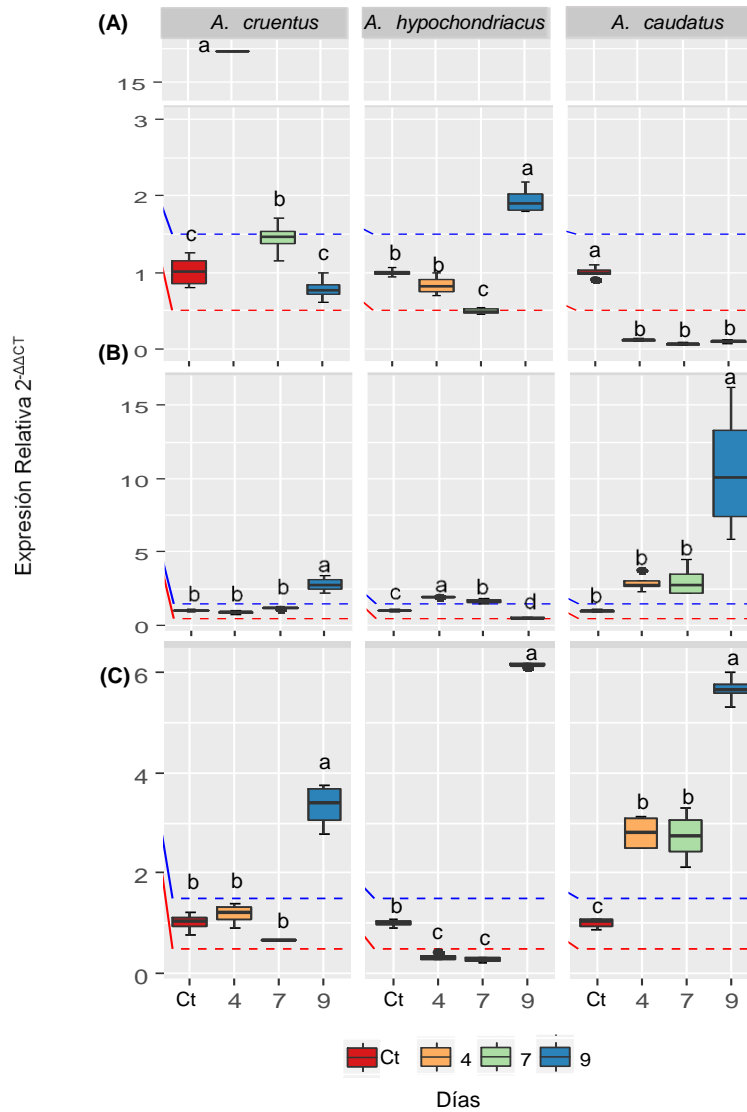 (A) A. cruentus A. hypochondriacus A. caudatus
a
15
3
a
2
b
c c
a
1 b b
c
b b b
0
(B)
Expresión Relativa 2^-ΔΔCT
a
15
10
b b
5
a
b b b c a b d b
0
(C)
6 a a
4
a
b b
2
b b b c
b c c
0
Ct 4 7 9 Ct 4 7 9 Ct 4 7 9
Ct 4 7 9
Días